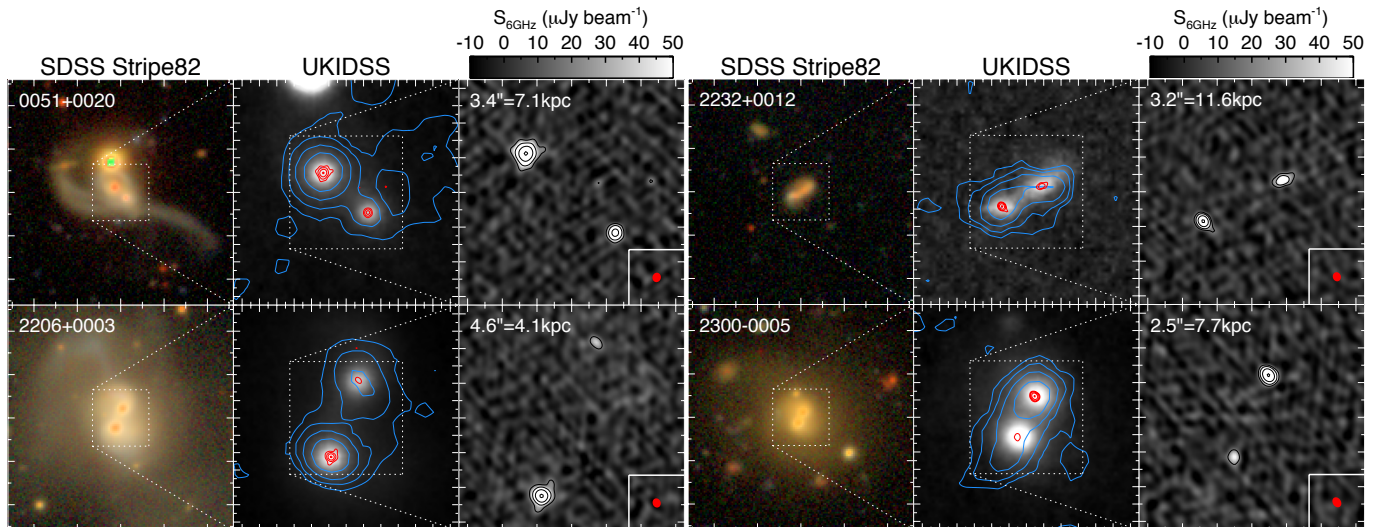 S6GHz (μJy beam-1)
-10 0 10 20 30 40 50
S6GHz (μJy beam-1)
-10 0 10 20 30 40 50
SDSS Stripe82
UKIDSS
SDSS Stripe82
UKIDSS
0051+0020
3.4"=7.1kpc
2232+0012
3.2"=11.6kpc
2206+0003
4.6"=4.1kpc
2300-0005
2.5"=7.7kpc